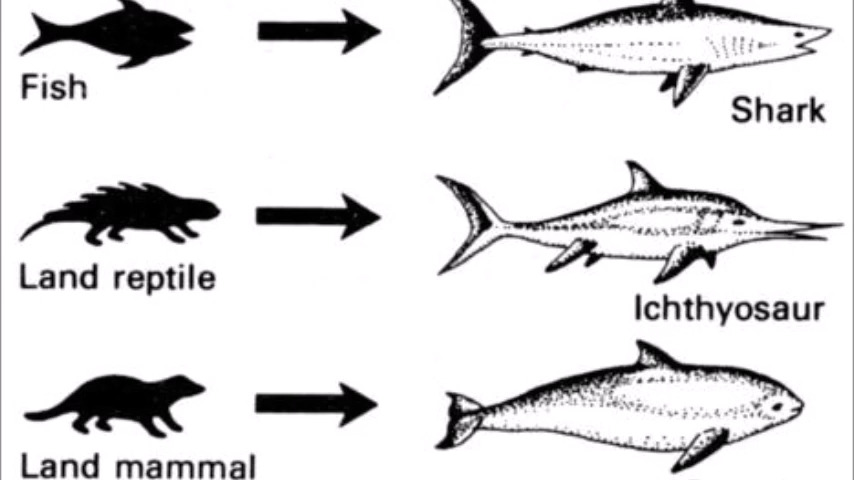 Fish
Shark
Land reptile
Ichthyosaur
Land mammal